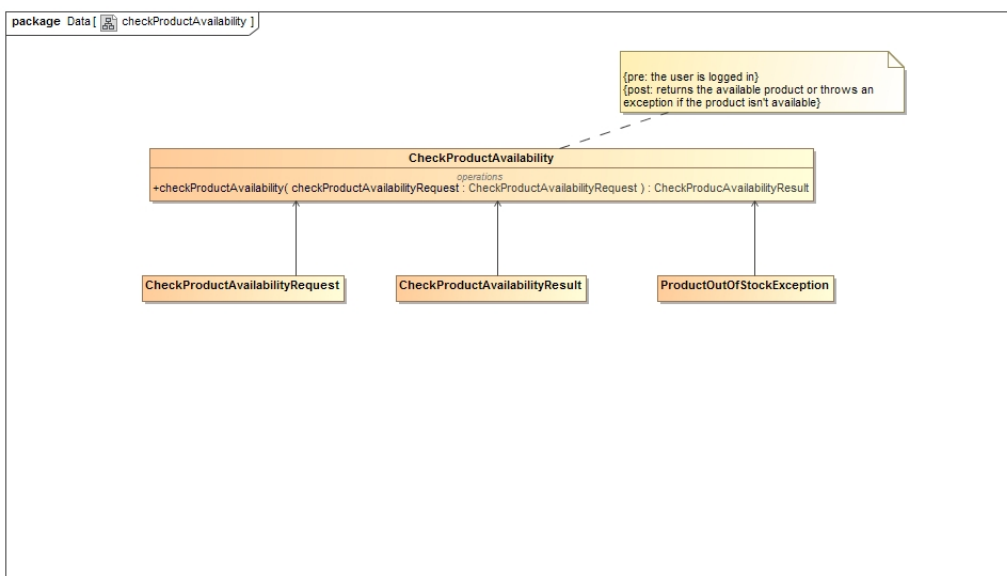 package Data [ checkProductAvailability ]
{pre: the user is logged in}
{post: returns the available product or throws an
exception if the product isn't available}
CheckProductAvailability
operations
+checkProductAvailability( checkProductAvailabilityRequest : CheckProductAvailabilityRequest ) : CheckProducAvailabilityResult
CheckProductAvailabilityRequest
CheckProductAvailabilityResult
ProductOutOfStockException